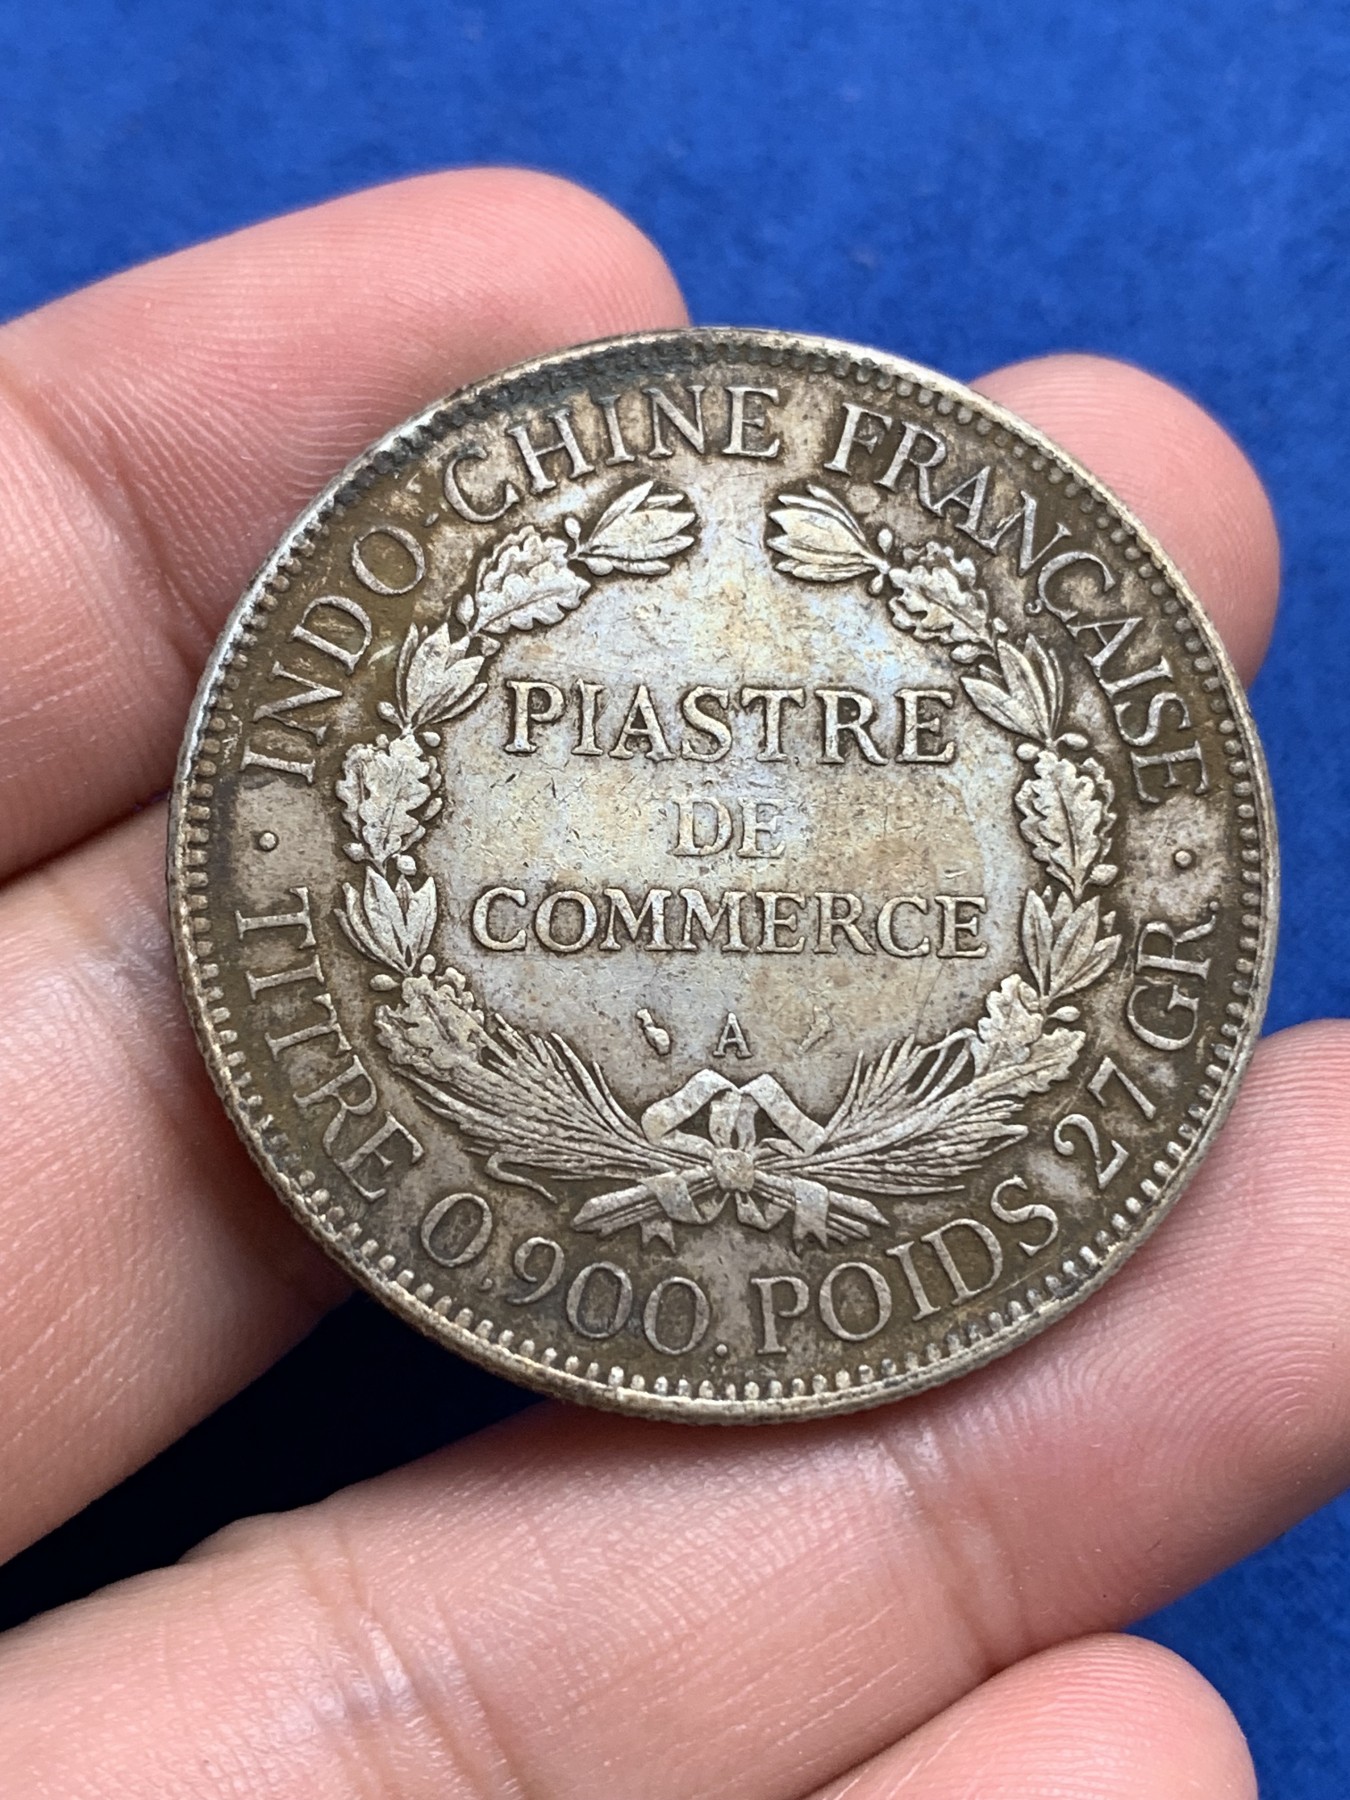 INDO-CHINE FRANÇAISE
PIASTRE
DE
COMMERCE
A
TITRE 0,900. POIDS 27 GR.